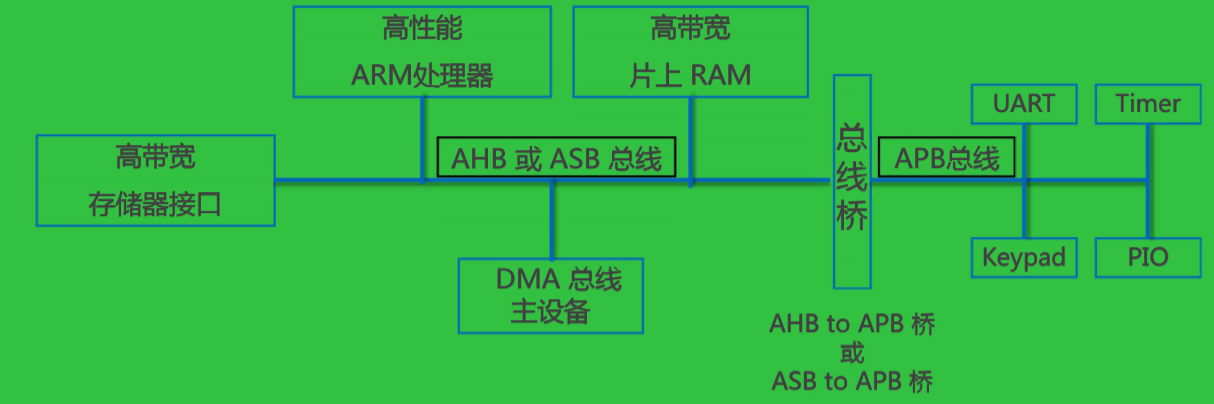 高性能
ARM处理器
高带宽
片上 RAM
高带宽
存储器接口
AHB 或 ASB 总线
DMA 总线
主设备
总
线
桥
APB总线
UART
Timer
Keypad
PIO
AHB to APB 桥
或
ASB to APB 桥